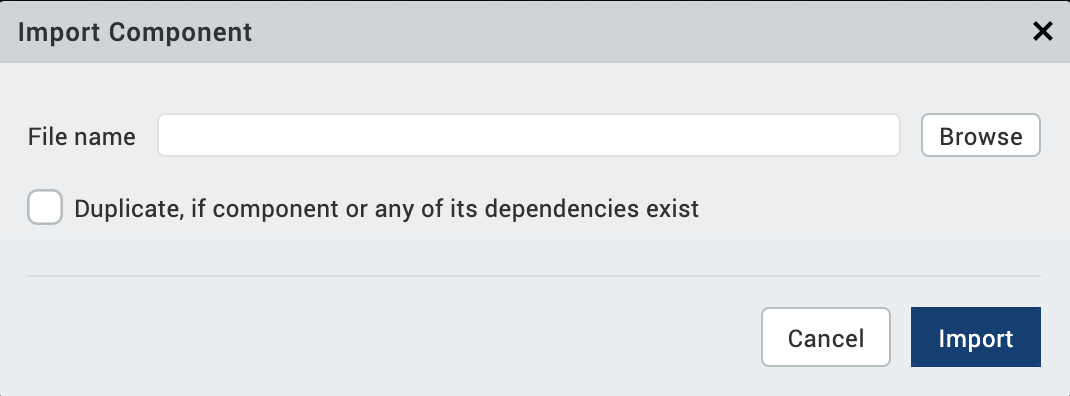 Import Component
File name
Browse
Duplicate, if component or any of its dependencies exist
Cancel
Import